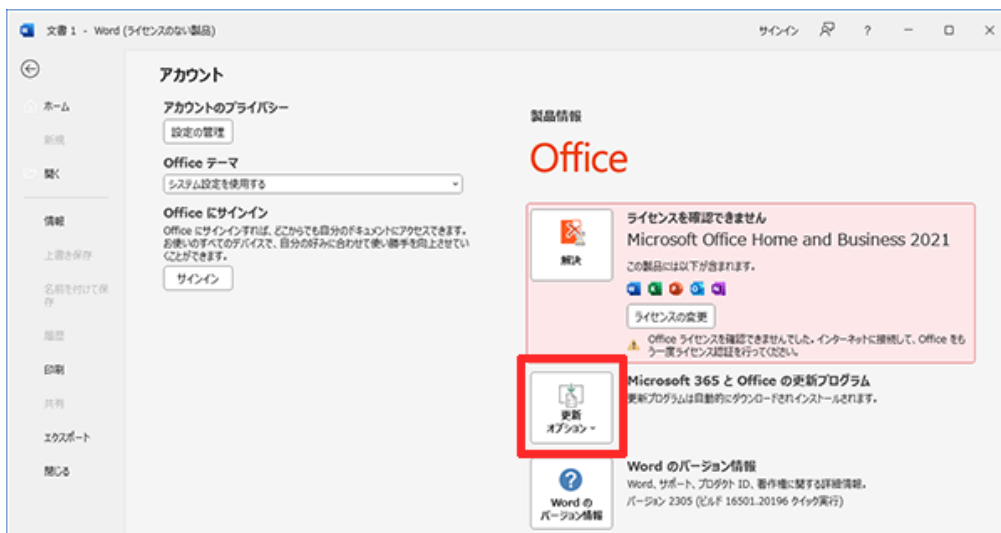 文書 1 - Word (ライセンスのない製品)
サインイン
?
アカウント
ホーム
新規
開く
情報
上書き保存
名前を付けて保
存
履歴
印刷
共有
エクスポート
閉じる
アカウントのプライバシー
設定の管理
Office テーマ
システム設定を使用する
Office にサインイン
Office にサインインすれば、どこからでも自分のドキュメントにアクセスできます。
お使いのすべてのデバイスで、自分の好みに合わせて使い勝手を向上させてい
くことができます。
サインイン
製品情報
Office
解決
ライセンスを確認できません
Microsoft Office Home and Business 2021
この製品には以下が含まれます。
ライセンスの変更
Office ライセンスを確認できませんでした。インターネットに接続して、Office をも
う一度ライセンス認証を行ってください。
更新
オプション
Microsoft 365 と Office の更新プログラム
更新プログラムは自動的にダウンロードされインストールされます。
Word の
バージョン情報
Word のバージョン情報
Word、サポート、プロダクト ID、著作権に関する詳細情報。
バージョン 2305 (ビルド 16501.20196 クイック実行)